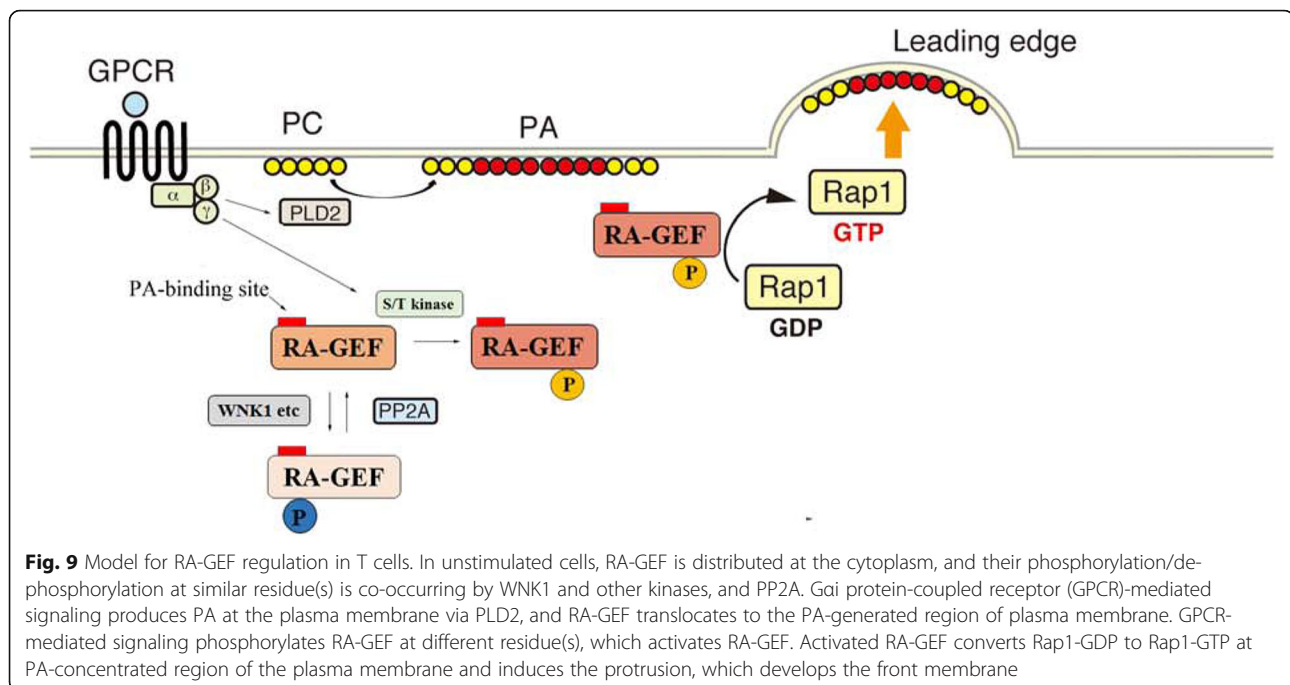 Leading edge
GPCR
PC
PA
α
β
γ
PLD2
Rap1
GTP
RA-GEF
P
Rap1
GDP
PA-binding site
S/T kinase
RA-GEF
RA-GEF
P
WNK1 etc
PP2A
RA-GEF
P
Fig. 9 Model for RA-GEF regulation in T cells. In unstimulated cells, RA-GEF is distributed at the cytoplasm, and their phosphorylation/de-
phosphorylation at similar residue(s) is co-occurring by WNK1 and other kinases, and PP2A. Gαi protein-coupled receptor (GPCR)-mediated
signaling produces PA at the plasma membrane via PLD2, and RA-GEF translocates to the PA-generated region of plasma membrane. GPCR-
mediated signaling phosphorylates RA-GEF at different residue(s), which activates RA-GEF. Activated RA-GEF converts Rap1-GDP to Rap1-GTP at
PA-concentrated region of the plasma membrane and induces the protrusion, which develops the front membrane